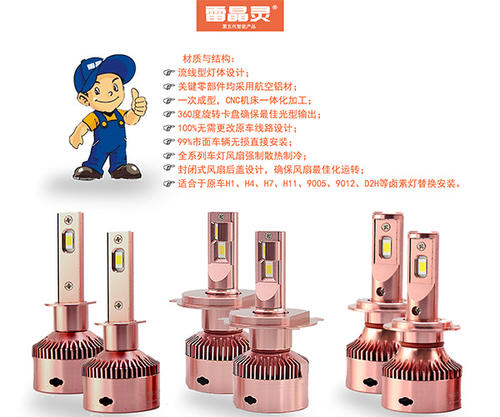 雷晶灵
第五代智能产品
材质与结构：
流线型灯体设计；
关键零部件均采用航空铝材；
一次成型，CNC机床一体化加工；
360度旋转卡盘确保最佳光型输出；
100%无需更改原车线路设计；
99%市面车辆无损直接安装；
全系列车灯风扇强制散热制冷；
封闭式风扇后盖设计，确保风扇最佳化运转；
适合于原车H1、H4、H7、H11、9005、9012、D2H等卤素灯替换安装。